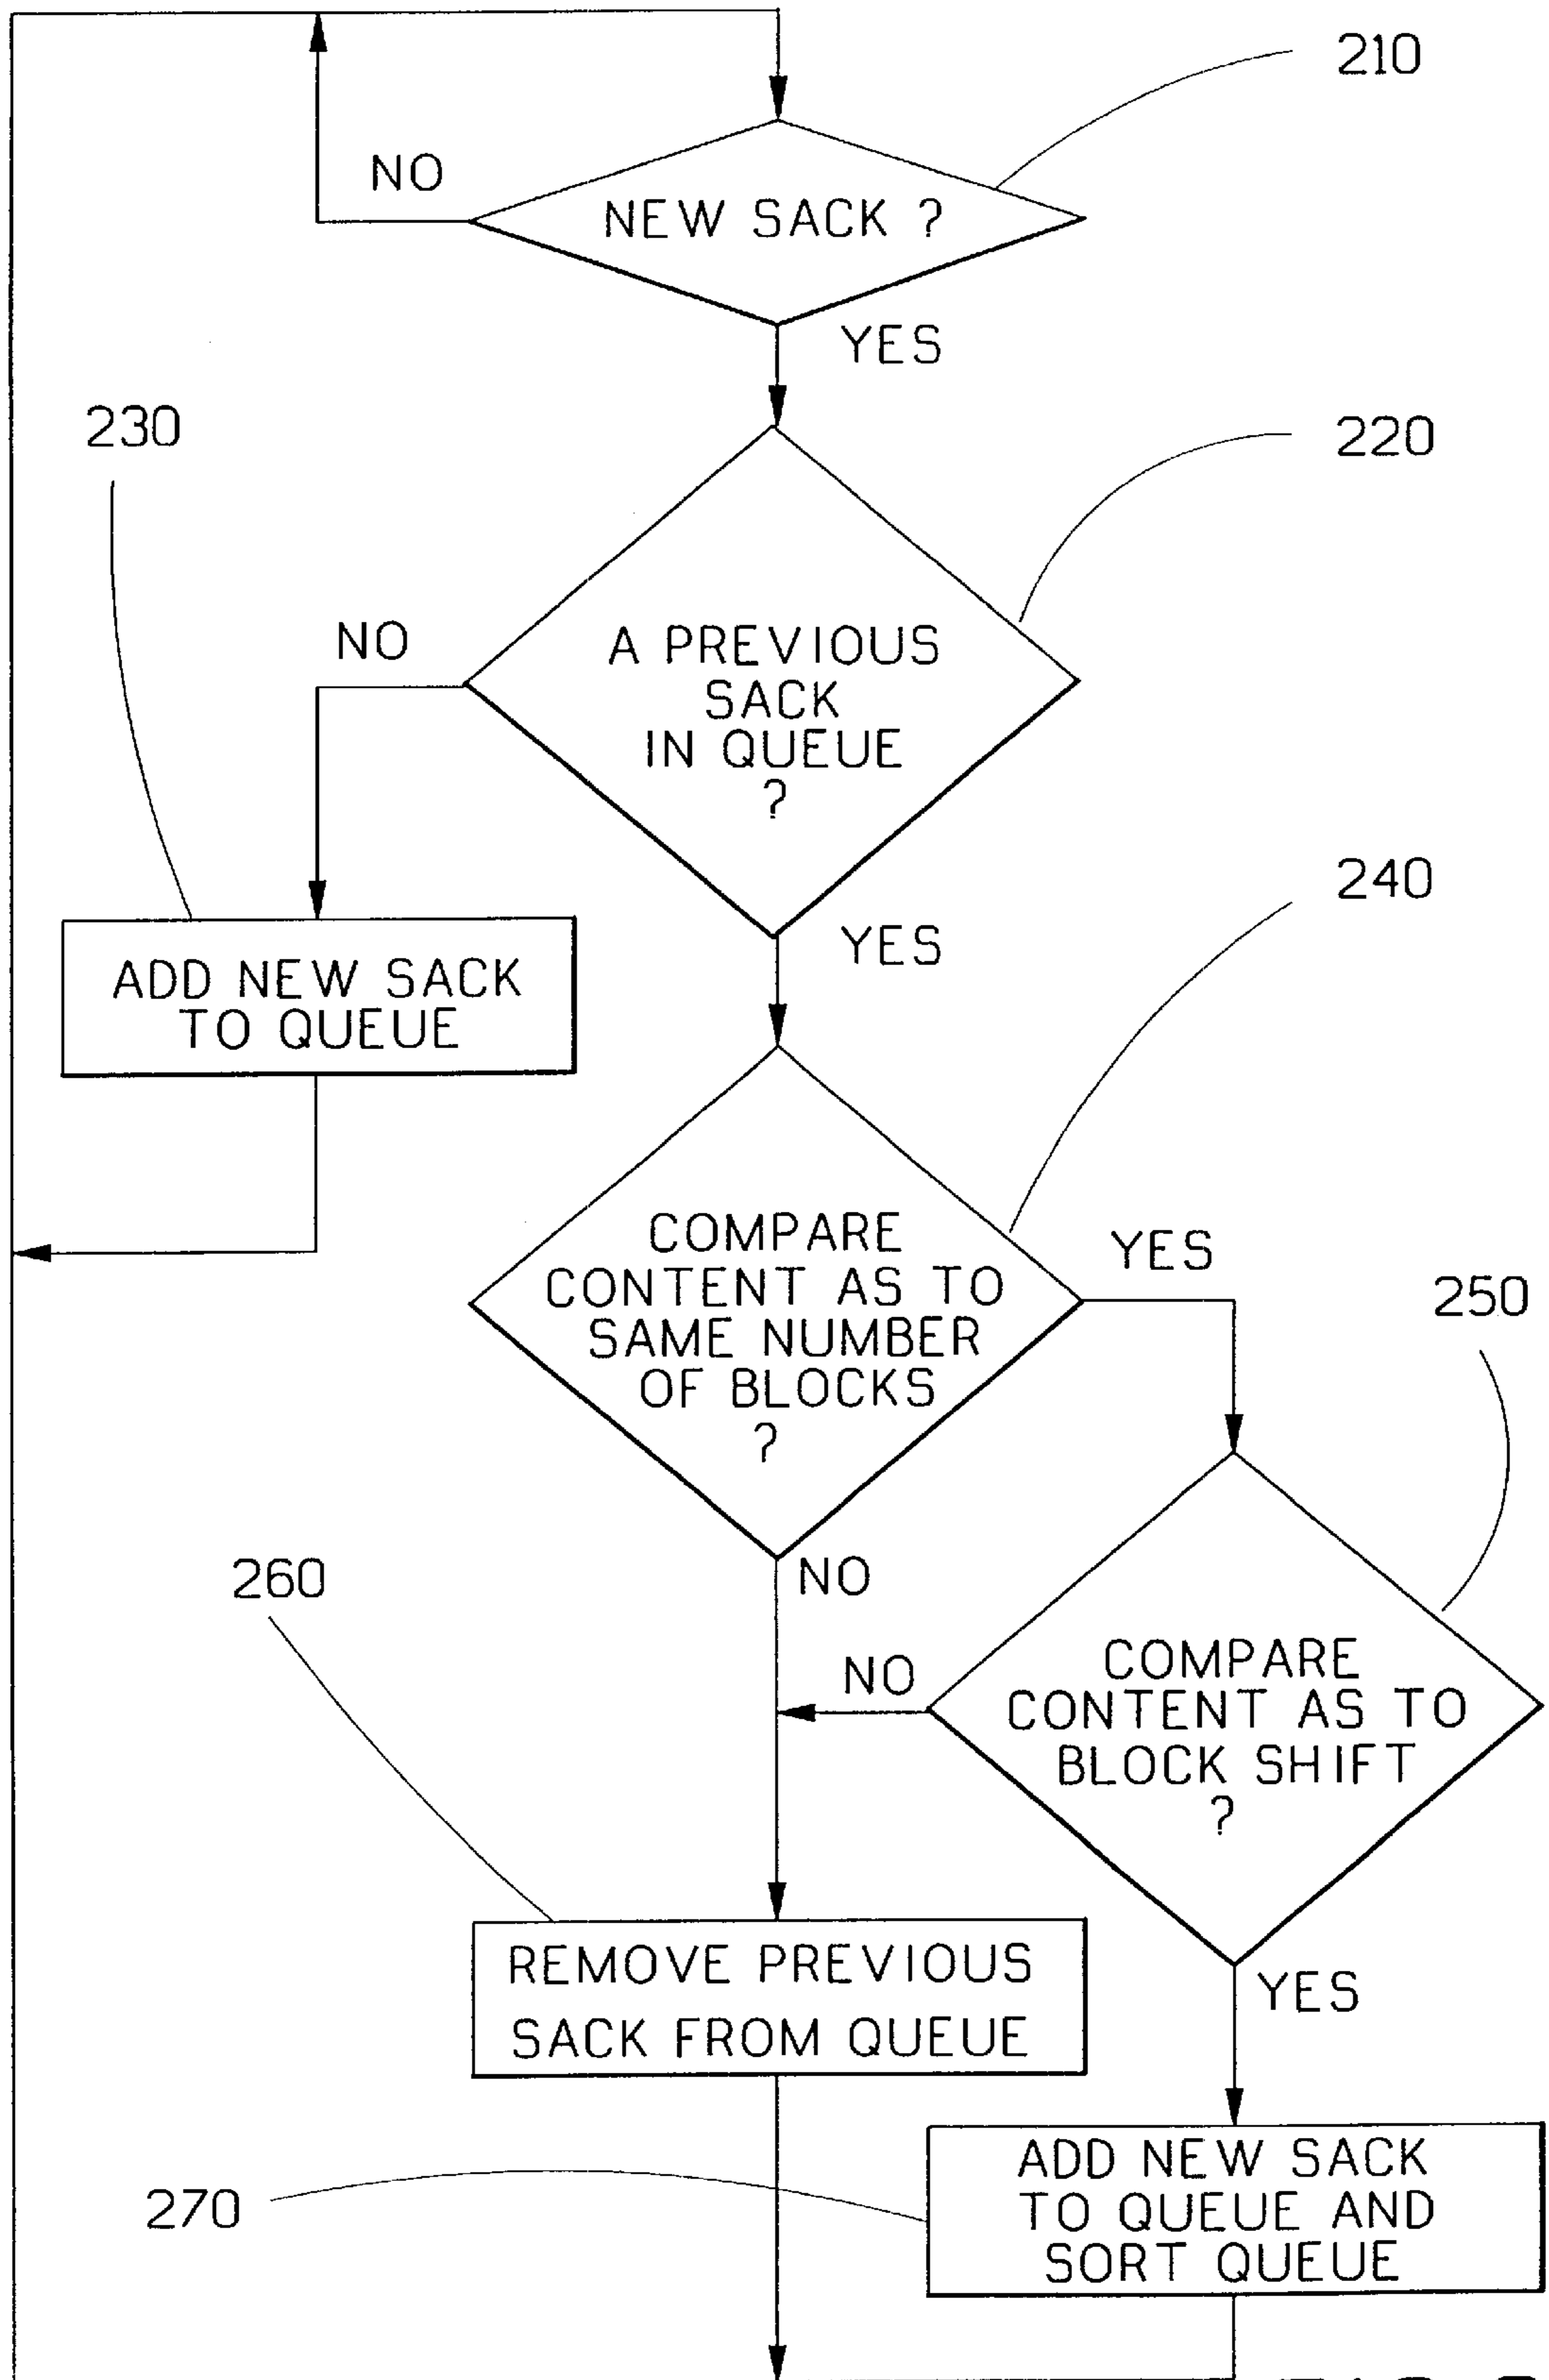 210
NO
NEW SACK ?
YES
230
220
NO
A PREVIOUS
SACK
IN QUEUE
?
240
YES
ADD NEW SACK
TO QUEUE
COMPARE
CONTENT AS TO
SAME NUMBER
OF BLOCKS
?
YES
250
260
NO
NO
COMPARE
CONTENT AS TO
BLOCK SHIFT
?
REMOVE PREVIOUS
SACK FROM QUEUE
YES
270
ADD NEW SACK
TO QUEUE AND
SORT QUEUE